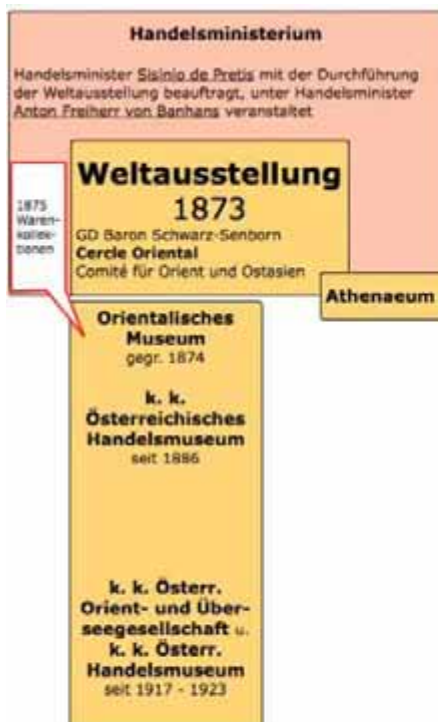 Handelsministerium
Handelsminister Sisinio de Pretis mit der Durchführung
der Weltausstellung beauftragt, unter Handelsminister
Anton Freiherr von Banhans veranstaltet
Weltausstellung
1873
GD Baron Schwarz-Senborn
Cercle Oriental
Comité für Orient und Ostasien
1873
Waren-
kollek-
tionen
Athenaeum
Orientalisches
Museum
gegr. 1874
k. k.
Österreichisches
Handelsmuseum
seit 1886
k. k. Österr.
Orient- und Über-
seegesellschaft u.
k. k. Österr.
Handelsmuseum
seit 1917 - 1923